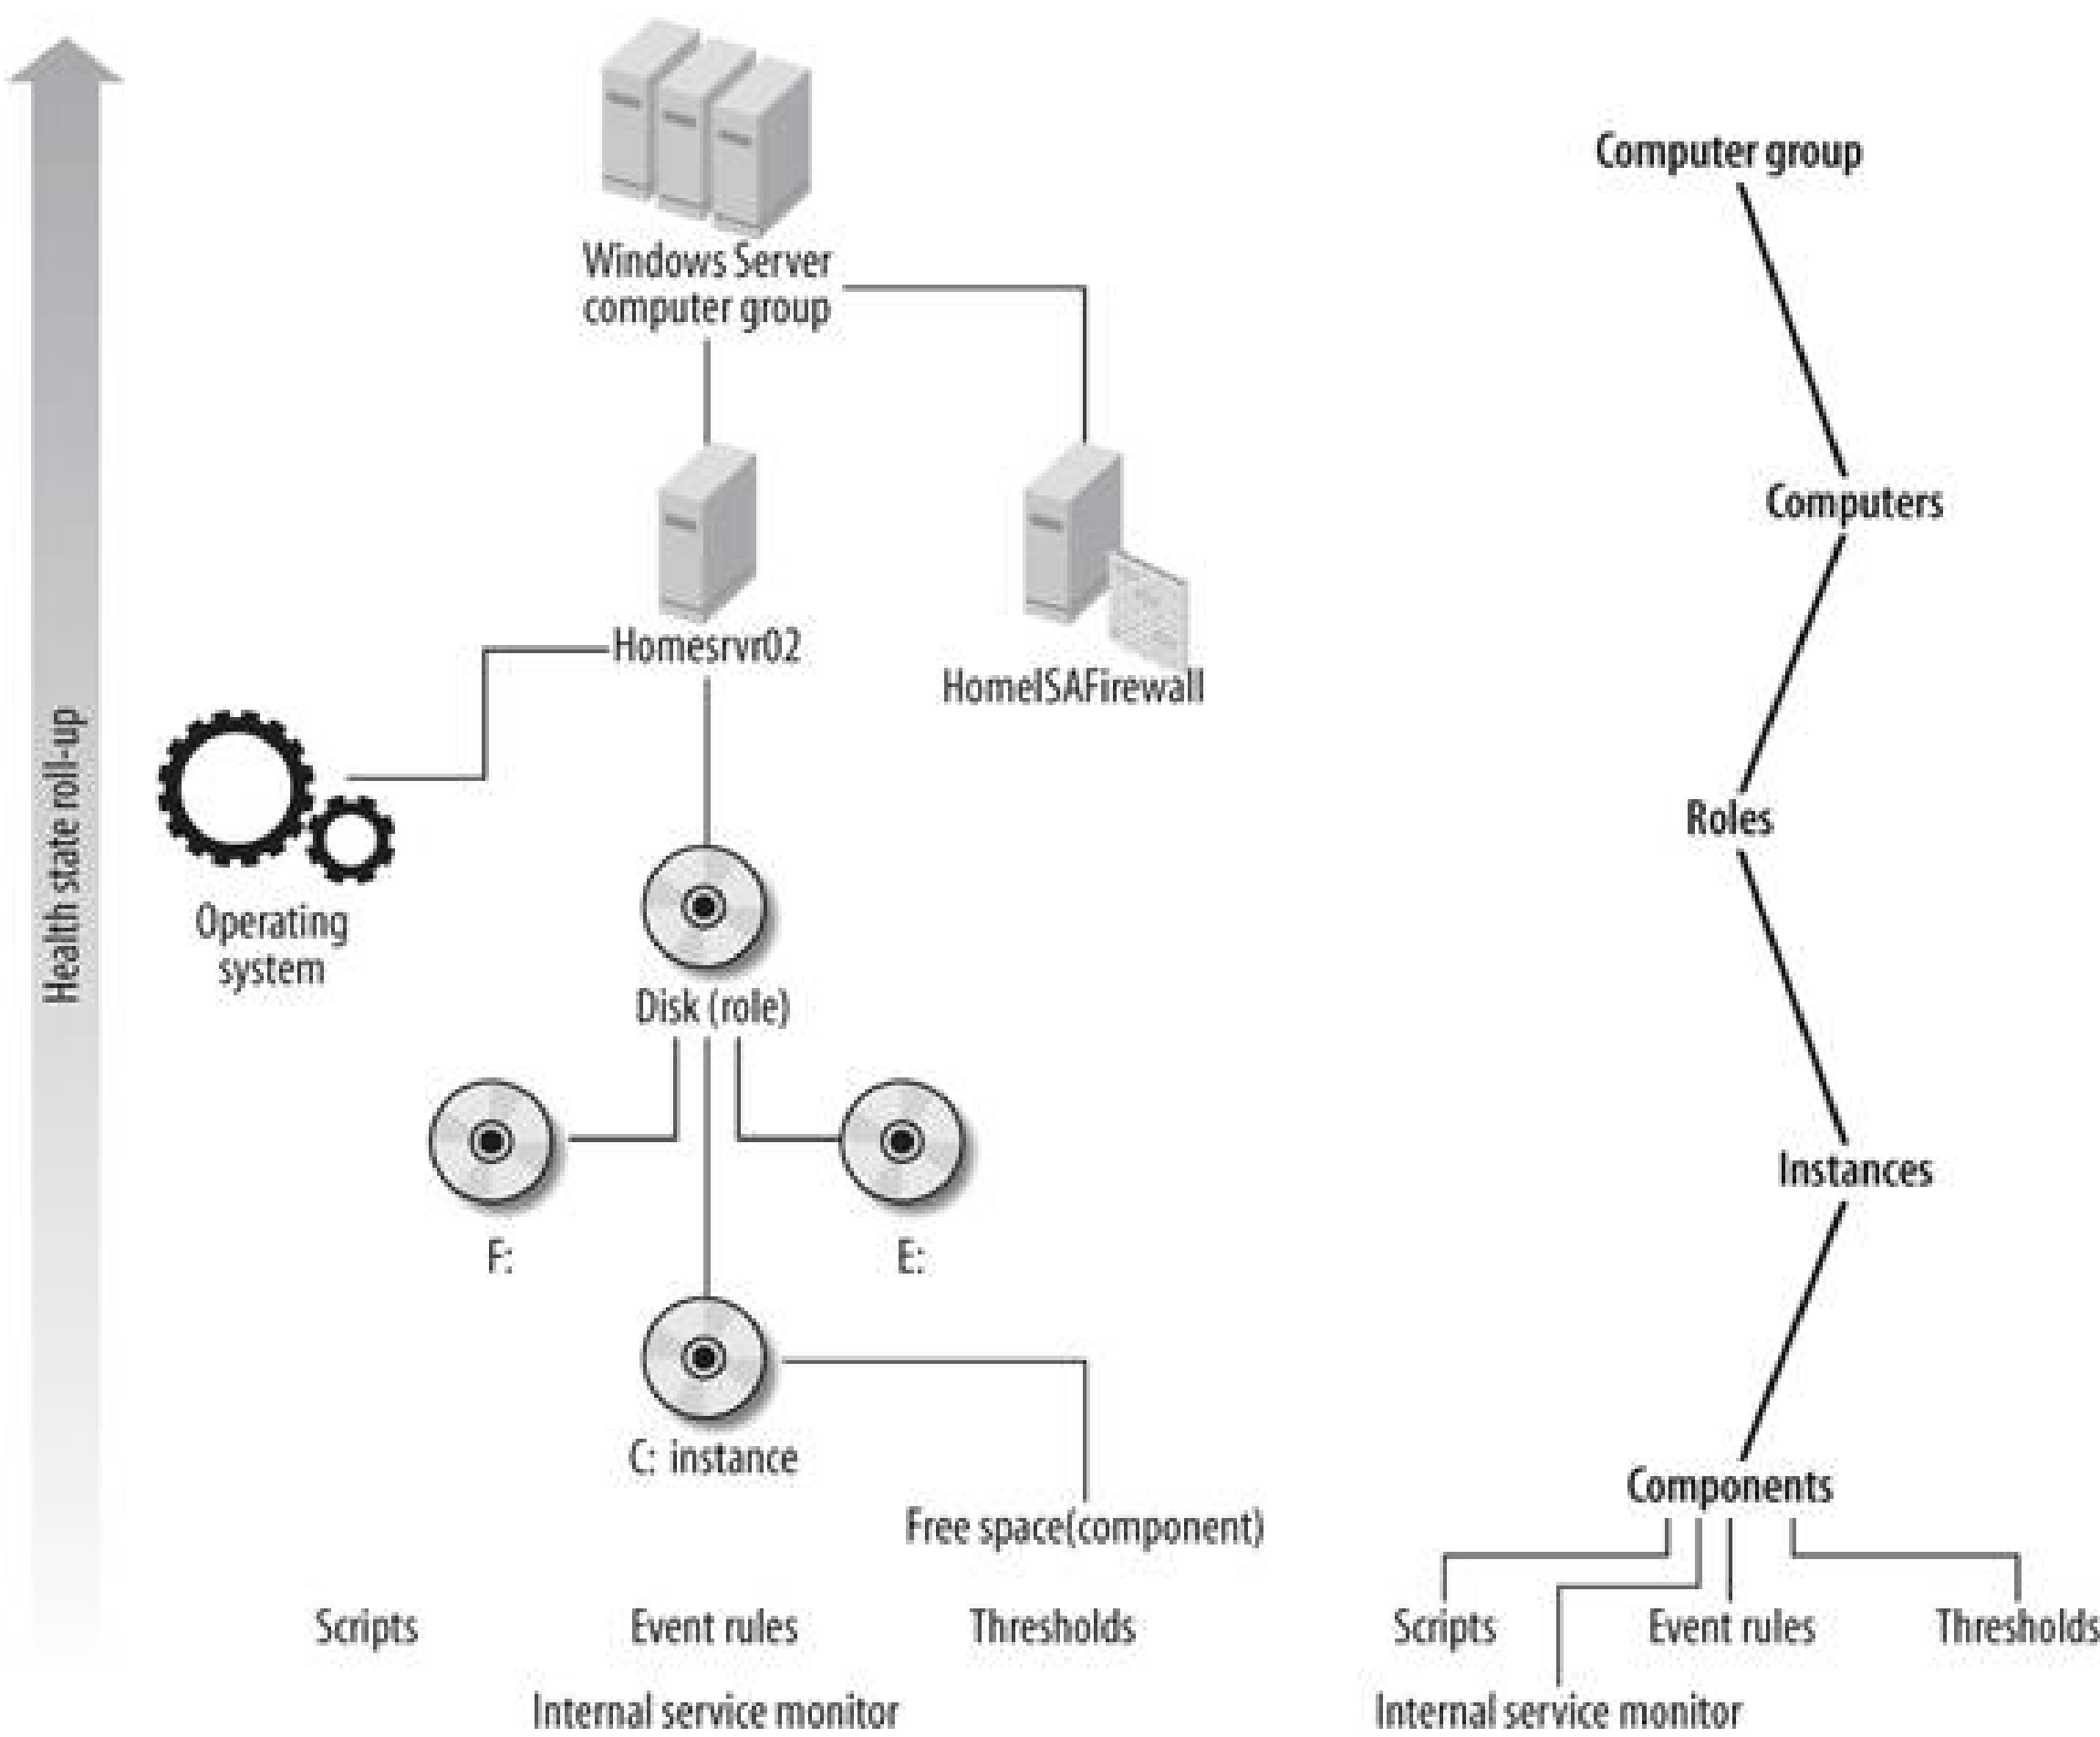 Computer group
Windows Server
computer group
Computers
Homesrvr02
HomeISAFirewall
Health state roll-up
Roles
Operating
system
Disk (role)
Instances
F:
E:
C: instance
Components
Free space(component)
Scripts
Event rules
Thresholds
Internal service monitor
Scripts
Event rules
Thresholds
Internal service monitor